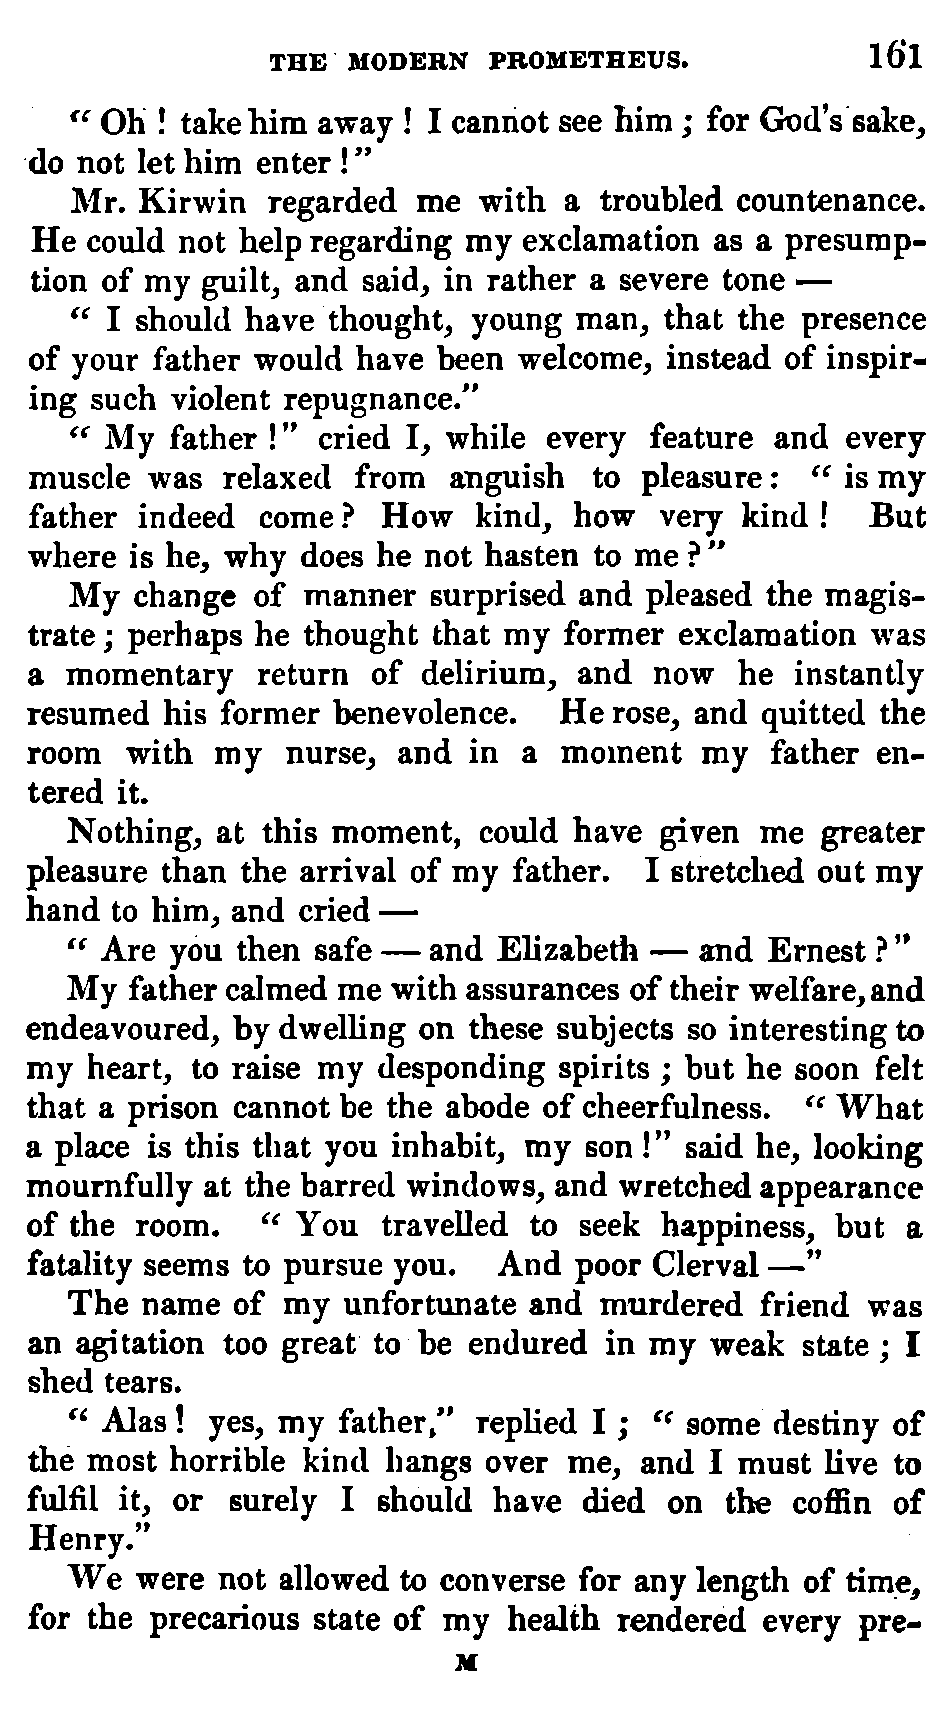 THE MODERN PROMETHEUS. 161
“ Oh ! take him away ! I cannot see him ; for God’s sake,
do not let him enter !”
Mr. Kirwin regarded me with a troubled countenance.
He could not help regarding my exclamation as a presump-
tion of my guilt, and said, in rather a severe tone —
“ I should have thought, young man, that the presence
of your father would have been welcome, instead of inspir-
ing such violent repugnance.”
“ My father !” cried I, while every feature and every
muscle was relaxed from anguish to pleasure : “ is my
father indeed come ? How kind, how very kind ! But
where is he, why does he not hasten to me ?”
My change of manner surprised and pleased the magis-
trate ; perhaps he thought that my former exclamation was
a momentary return of delirium, and now he instantly
resumed his former benevolence. He rose, and quitted the
room with my nurse, and in a moment my father en-
tered it.
Nothing, at this moment, could have given me greater
pleasure than the arrival of my father. I stretched out my
hand to him, and cried —
“ Are you then safe — and Elizabeth — and Ernest ?”
My father calmed me with assurances of their welfare, and
endeavoured, by dwelling on these subjects so interesting to
my heart, to raise my desponding spirits ; but he soon felt
that a prison cannot be the abode of cheerfulness. “ What
a place is this that you inhabit, my son !” said he, looking
mournfully at the barred windows, and wretched appearance
of the room. “ You travelled to seek happiness, but a
fatality seems to pursue you. And poor Clerval —”
The name of my unfortunate and murdered friend was
an agitation too great to be endured in my weak state ; I
shed tears.
“ Alas ! yes, my father,” replied I ; “ some destiny of
the most horrible kind hangs over me, and I must live to
fulfil it, or surely I should have died on the coffin of
Henry.”
We were not allowed to converse for any length of time,
for the precarious state of my health rendered every pre-
M